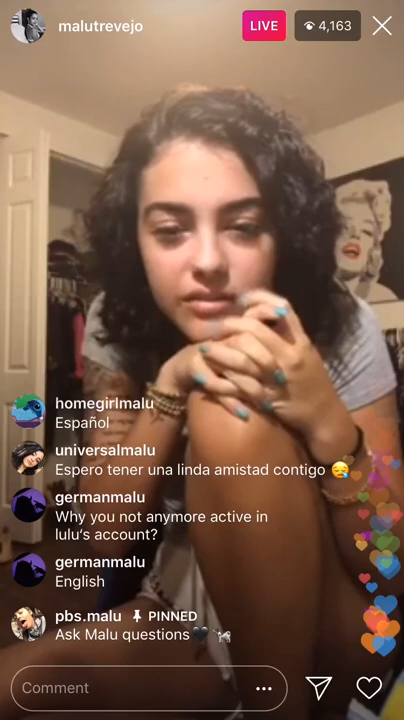 malutrevejo
LIVE
4,163
homegirlmalu
Español
universalmalu
Espero tener una linda amistad contigo 😪
germanmalu
Why you not anymore active in
lulu's account?
germanmalu
English
pbs.malu 📌 PINNED
Ask Malu questions🖤🐩
Comment